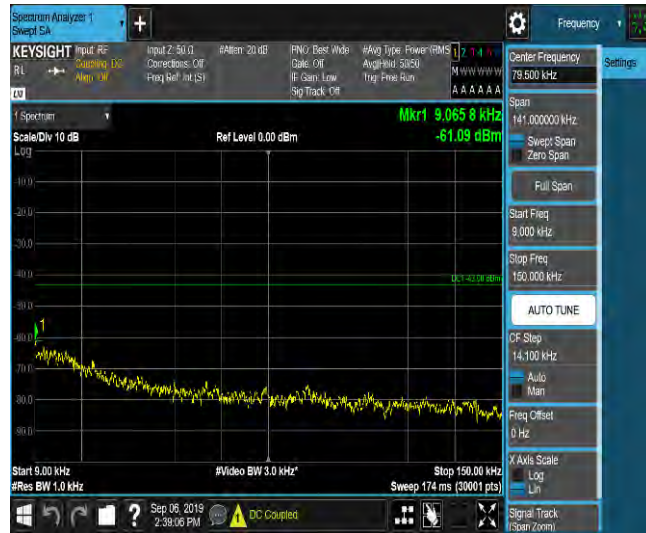 Spectrum Analyzer 1
Swept SA
+
Frequency
KEYSIGHT Input: RF
RL
Coupling: DC
Align: Off
Input Z: 50 Ω
Corrections: Off
Freq Ref: Int (S)
#Atten: 20 dB
PNO: Best Wide
Gate: Off
IF Gain: Low
Sig Track: Off
#Avg Type: Power (RMS
Avg|Hold: 50/50
Trig: Free Run
M W W W W W
A A A A A A
LW
Settings
Center Frequency
79.500 kHz
Span
141.000000 kHz
Swept Span
Zero Span
Full Span
Start Freq
9.000 kHz
Stop Freq
150.000 kHz
AUTO TUNE
CF Step
14.100 kHz
Auto
Man
Freq Offset
0 Hz
X Axis Scale
Log
Lin
Signal Track
(Span Zoom)
1 Spectrum
Scale/Div 10 dB
Ref Level 0.00 dBm
Mkr1 9.065 8 kHz
-61.09 dBm
Log
-10.0
-20.0
-30.0
-40.0
DL1 -43.00 dBm
-50.0
-60.0
1
-70.0
-80.0
-90.0
Start 9.00 kHz
#Video BW 3.0 kHz*
Stop 150.00 kHz
#Res BW 1.0 kHz
Sweep 174 ms (30001 pts)
?
Sep 06, 2019
2:39:06 PM
DC Coupled